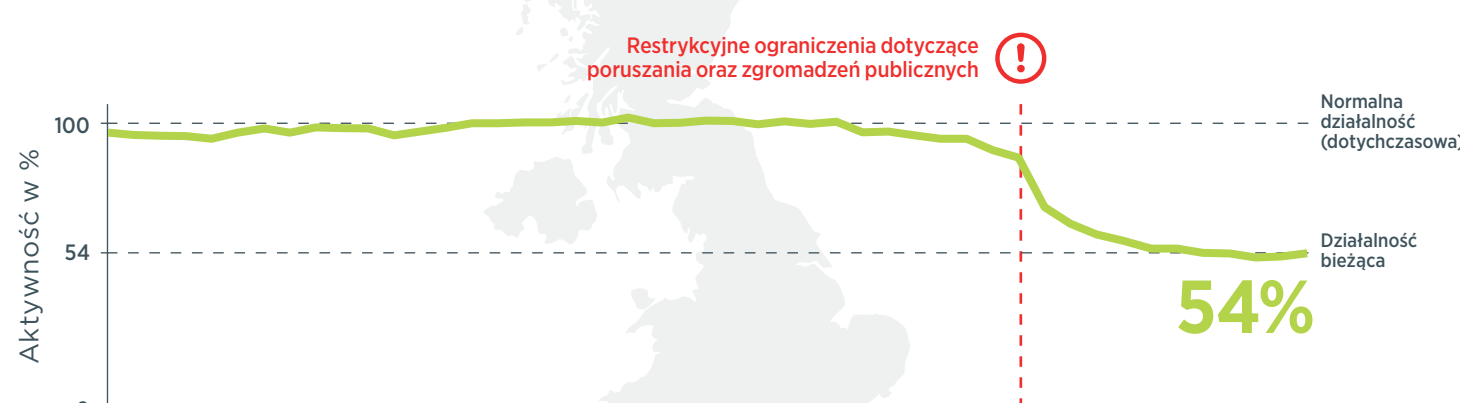 Restrykcyjne ograniczenia dotyczące
poruszania oraz zgromadzeń publicznych
!
Normalna
działalność
(dotychczasowa)
100
Aktywność w %
54
Działalność
bieżąca
54%